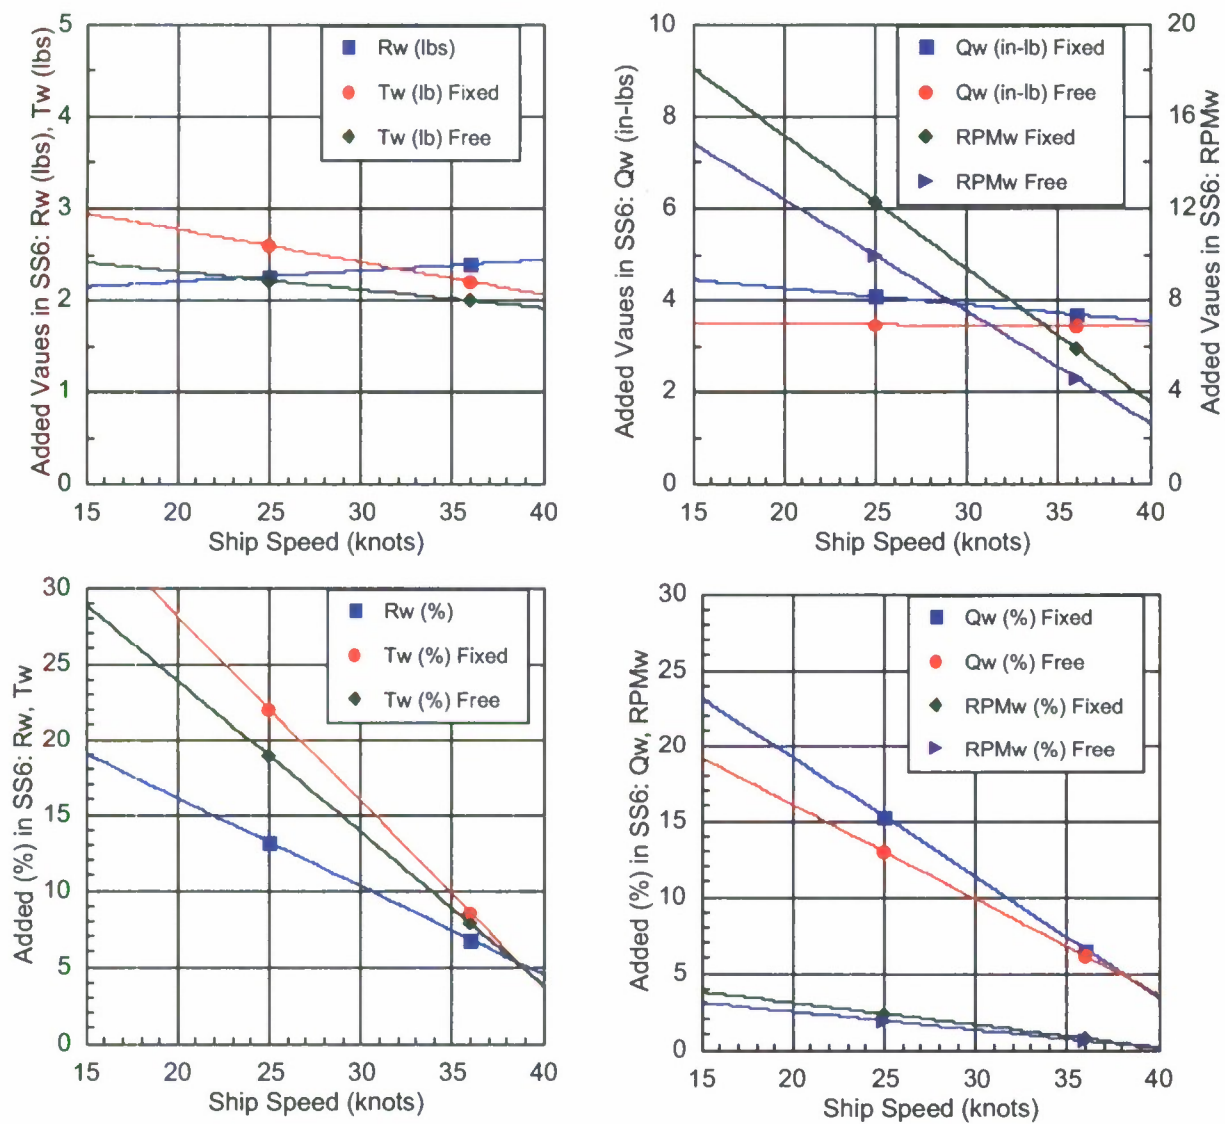 Added Vaues in SS6: Rw (lbs), Tw (lbs)
5
4
3
2
1
0
Rw (lbs)
Tw (lb) Fixed
Tw (lb) Free
15 20 25 30 35 40
Ship Speed (knots)
Added Vaues in SS6: Qw (in-lbs)
10
8
6
4
2
0
Qw (in-lb) Fixed
Qw (in-lb) Free
RPMw Fixed
RPMw Free
20
16
12
8
4
0
Added Values in SS6: RPMw
15 20 25 30 35 40
Ship Speed (knots)
Added (%) in SS6: Rw, Tw
30
25
20
15
10
5
0
Rw (%)
Tw (%) Fixed
Tw (%) Free
15 20 25 30 35 40
Ship Speed (knots)
Added (%) in SS6: Qw, RPMw
30
25
20
15
10
5
0
Qw (%) Fixed
Qw (%) Free
RPMw (%) Fixed
RPMw (%) Free
15 20 25 30 35 40
Ship Speed (knots)